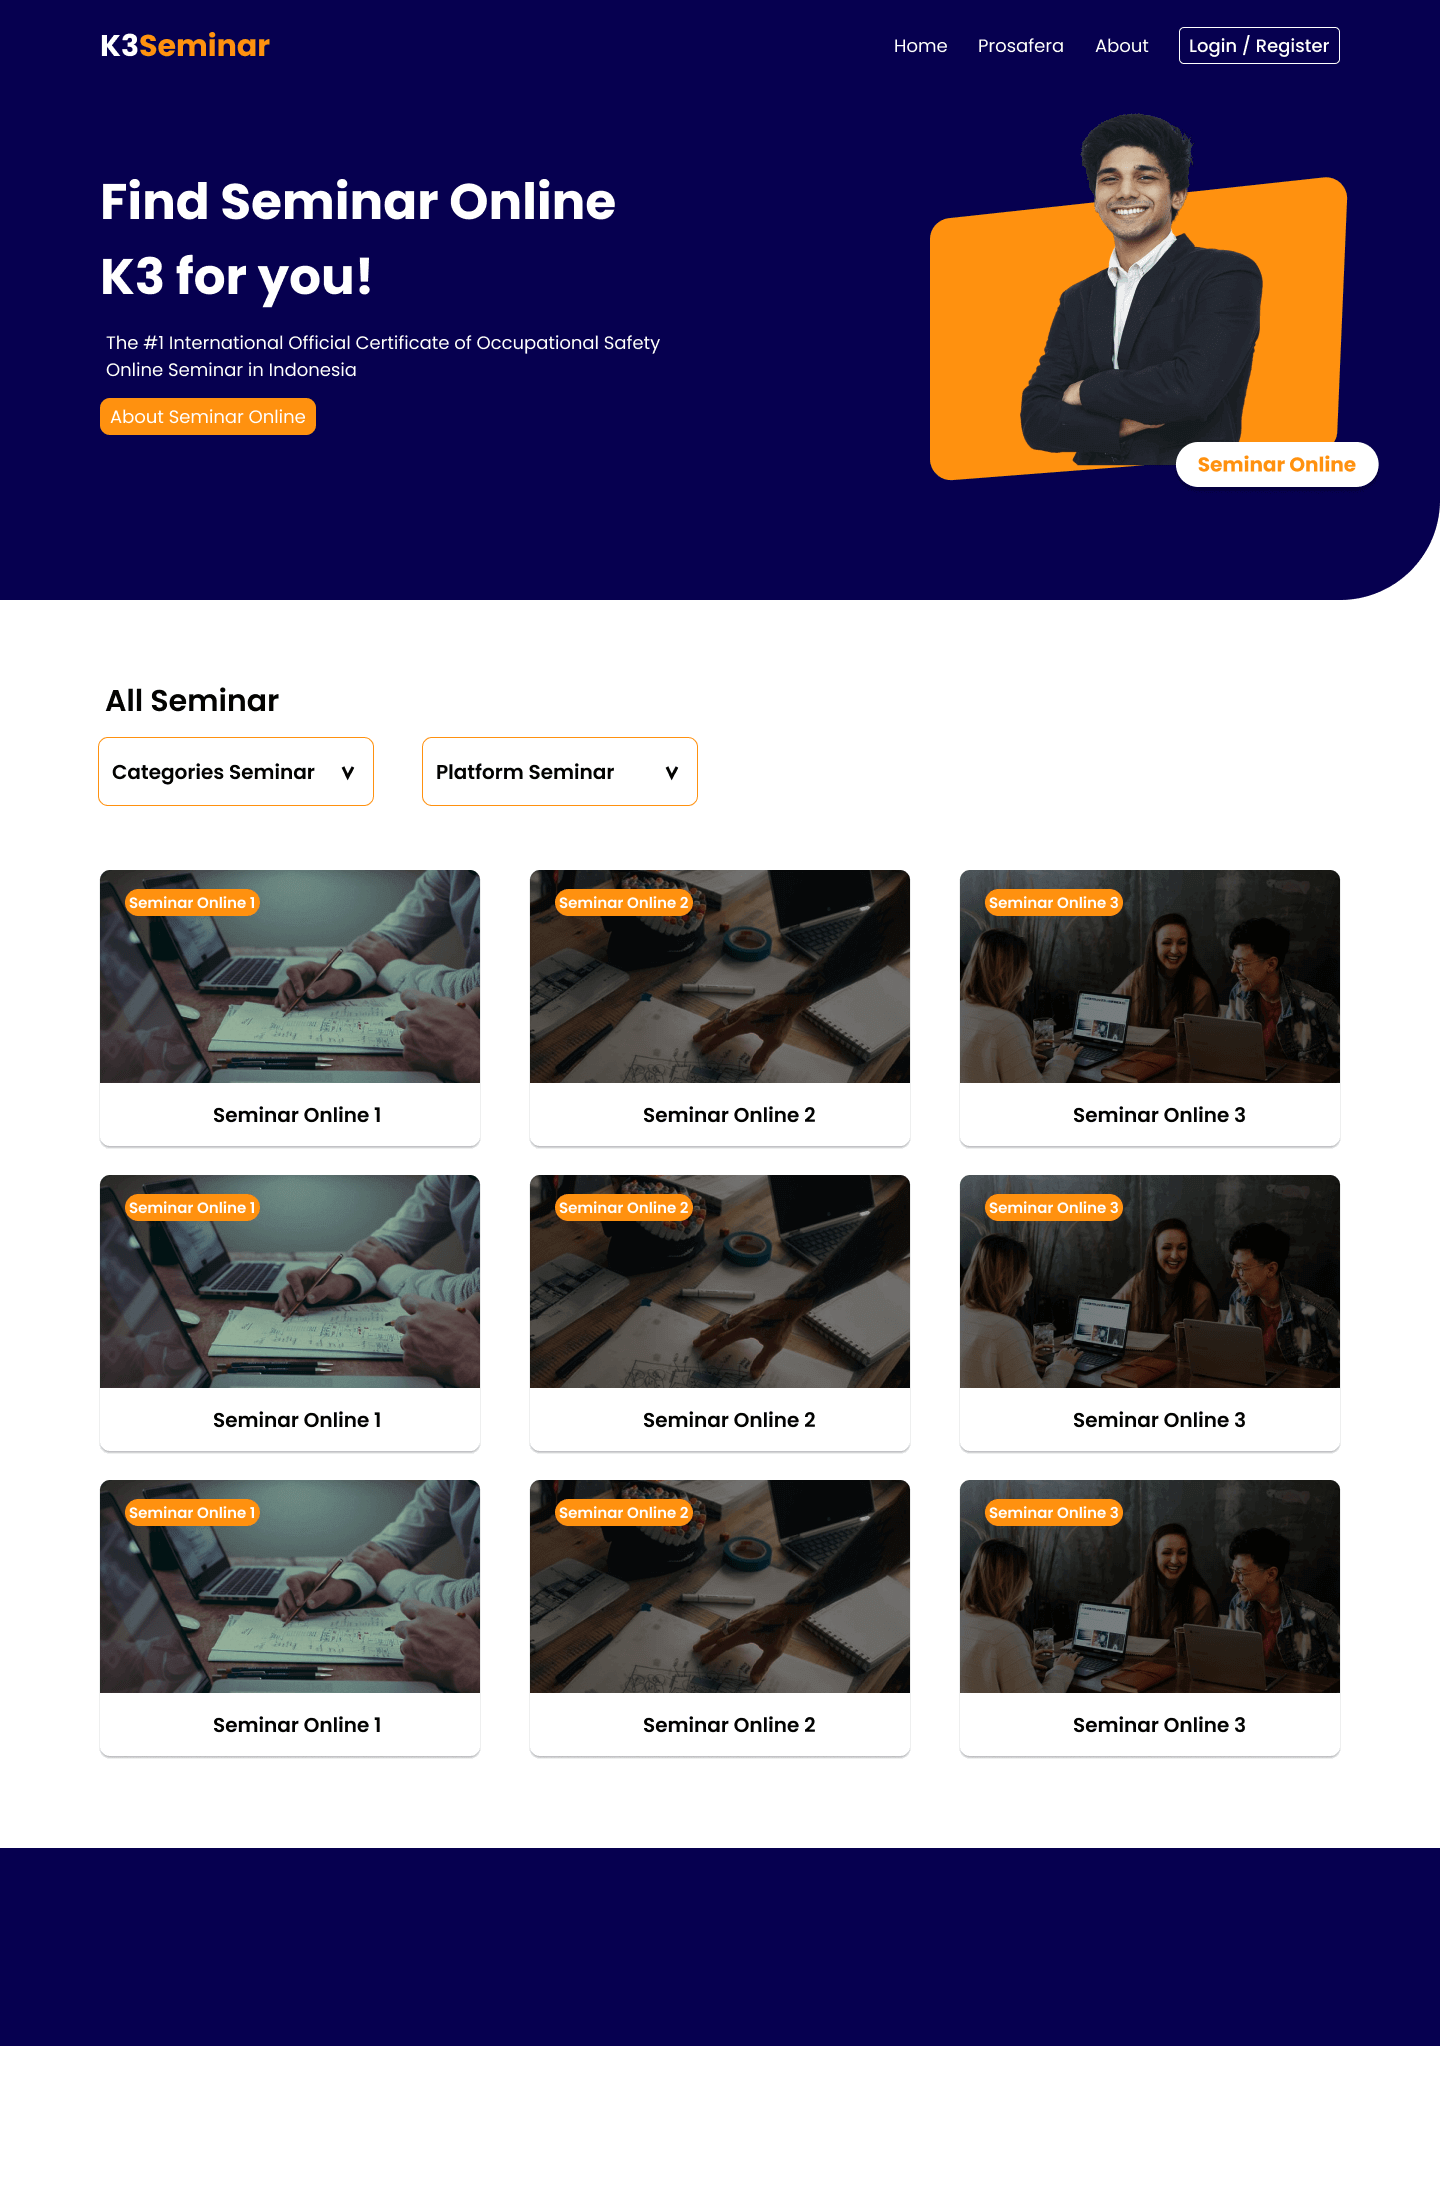 K3Seminar
Home
Prosafera
About
Login / Register
Find Seminar Online
K3 for you!
The #1 International Official Certificate of Occupational Safety
Online Seminar in Indonesia
About Seminar Online
Seminar Online
All Seminar
Categories Seminar
Platform Seminar
Seminar Online 1
Seminar Online 2
Seminar Online 3
Seminar Online 1
Seminar Online 2
Seminar Online 3
Seminar Online 1
Seminar Online 2
Seminar Online 3
Seminar Online 1
Seminar Online 2
Seminar Online 3
Seminar Online 1
Seminar Online 2
Seminar Online 3
Seminar Online 1
Seminar Online 2
Seminar Online 3